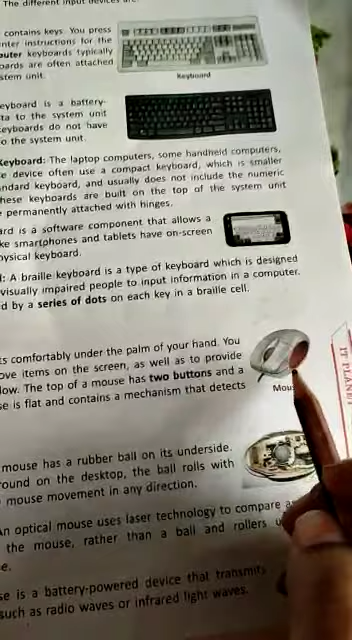 The different input devices are
contains keys. You press
nter instructions for the
outer keyboards typically
oards are often attached
stem unit.
Keyboard
eyboard is a battery-
ta to the system unit
keyboards do not have
o the system unit.
Keyboard: The laptop computers, some handheld computers,
e device often use a compact keyboard, which is smaller
ndard keyboard, and usually does not include the numeric
hese keyboards are built on the top of the system unit
e permanently attached with hinges.
ard is a software component that allows a
ke smartphones and tablets have on-screen
hysical keyboard.
d: A braille keyboard is a type of keyboard which is designed
visually impaired people to input information in a computer.
d by a series of dots on each key in a braille cell.
ts comfortably under the palm of your hand. You
ove items on the screen, as well as to provide
low. The top of a mouse has two buttons and a
se is flat and contains a mechanism that detects
Mous
IT PLANE
mouse has a rubber ball on its underside.
round on the desktop, the ball rolls with
mouse movement in any direction.
An optical mouse uses laser technology to compare
the mouse, rather than a ball and rollers
e.
se is a battery-powered device that transmits
such as radio waves or infrared light waves.